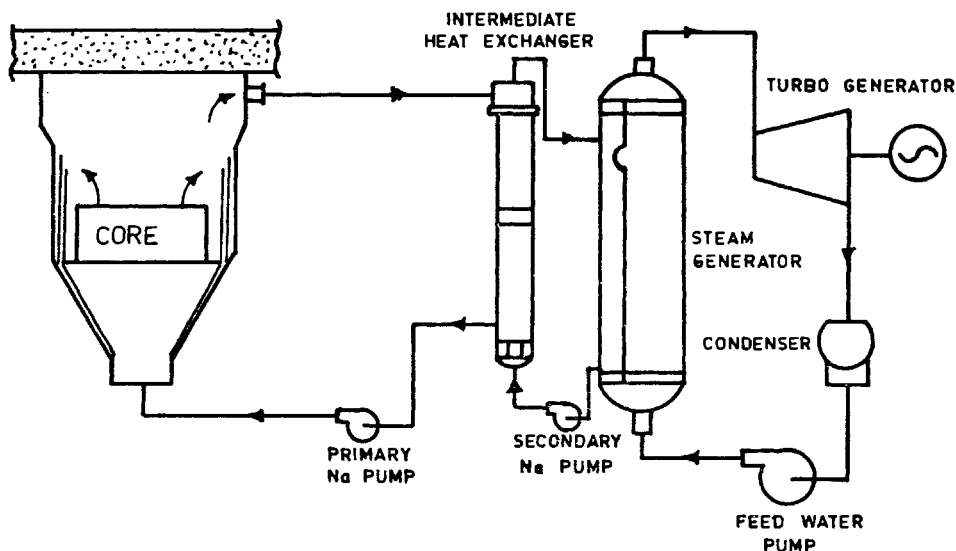 INTERMEDIATE
HEAT EXCHANGER
TURBO GENERATOR
CORE
STEAM
GENERATOR
CONDENSER
PRIMARY
Na PUMP
SECONDARY
Na PUMP
FEED WATER
PUMP